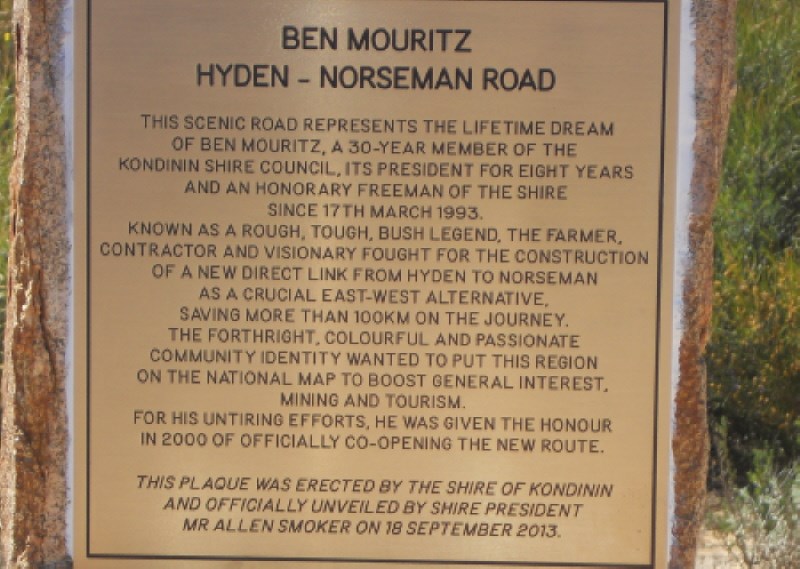 BEN MOURITZ
HYDEN – NORSEMAN ROAD
THIS SCENIC ROAD REPRESENTS THE LIFETIME DREAM
OF BEN MOURITZ, A 30-YEAR MEMBER OF THE
KONDININ SHIRE COUNCIL, ITS PRESIDENT FOR EIGHT YEARS
AND AN HONORARY FREEMAN OF THE SHIRE
SINCE 17TH MARCH 1993.
KNOWN AS A ROUGH, TOUGH, BUSH LEGEND, THE FARMER,
CONTRACTOR AND VISIONARY FOUGHT FOR THE CONSTRUCTION
OF A NEW DIRECT LINK FROM HYDEN TO NORSEMAN
AS A CRUCIAL EAST-WEST ALTERNATIVE,
SAVING MORE THAN 100KM ON THE JOURNEY.
THE FORTHRIGHT, COLOURFUL AND PASSIONATE
COMMUNITY IDENTITY WANTED TO PUT THIS REGION
ON THE NATIONAL MAP TO BOOST GENERAL INTEREST,
MINING AND TOURISM.
FOR HIS UNTIRING EFFORTS, HE WAS GIVEN THE HONOUR
IN 2000 OF OFFICIALLY CO-OPENING THE NEW ROUTE.
THIS PLAQUE WAS ERECTED BY THE SHIRE OF KONDININ
AND OFFICIALLY UNVEILED BY SHIRE PRESIDENT
MR ALLEN SMOKER ON 18 SEPTEMBER 2013.